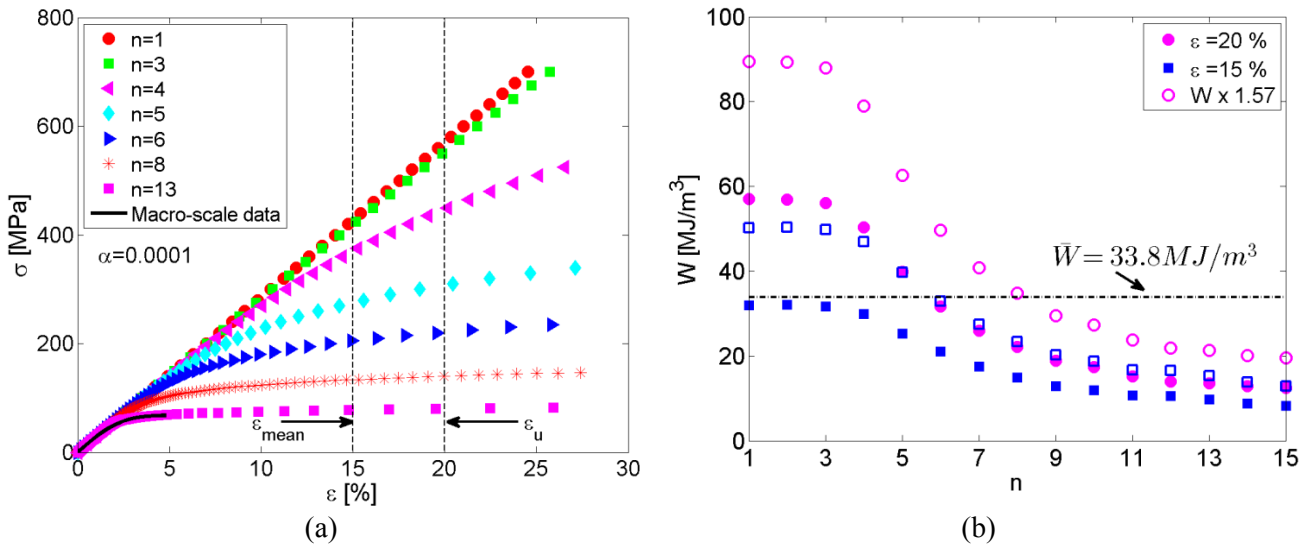 800
600
400
200
0
σ [MPa]
n=1
n=3
n=4
n=5
n=6
n=8
n=13
Macro-scale data
α=0.0001
ε_mean
ε_u
0 5 10 15 20 25 30
ε [%]
(a)
100
80
60
40
20
0
W [MJ/m³]
ε =20 %
ε =15 %
W x 1.57
W̄ = 33.8MJ/m³
1 3 5 7 9 11 13 15
n
(b)